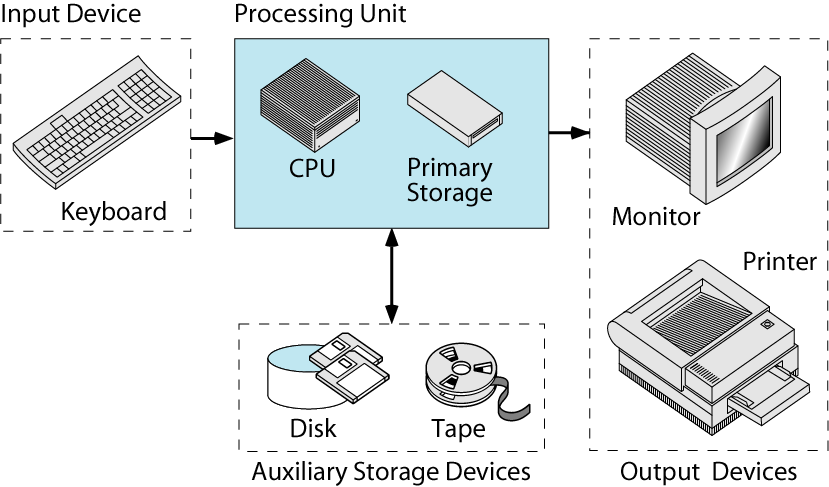 Input Device
Processing Unit
Keyboard
CPU
Primary
Storage
Monitor
Printer
Disk
Tape
Auxiliary Storage Devices
Output Devices